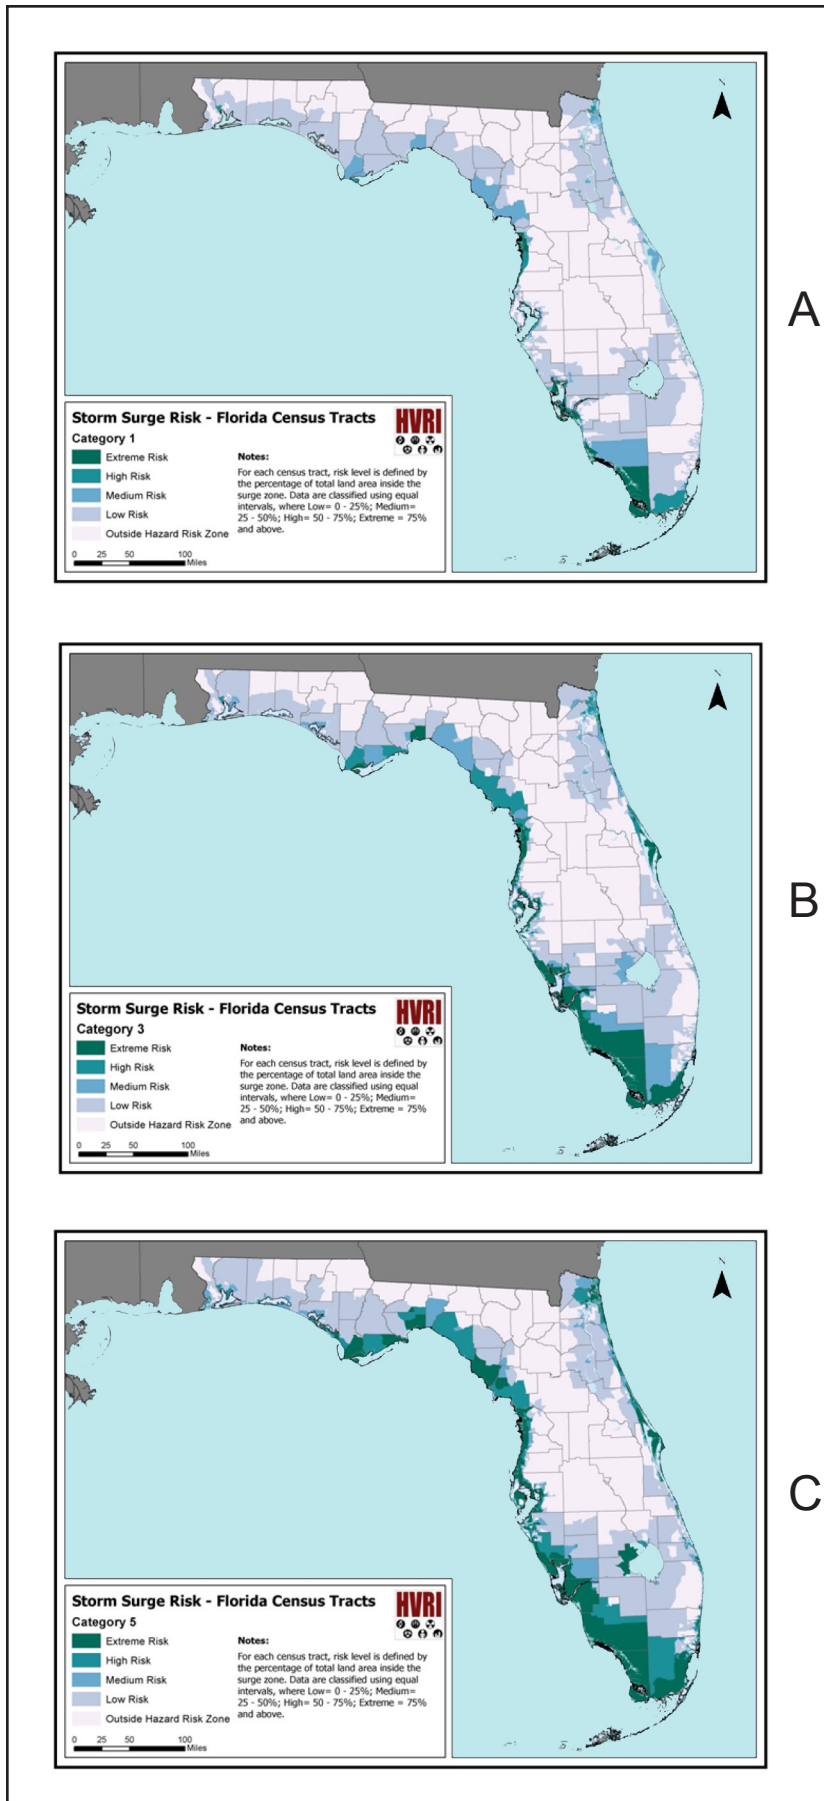 N
A
Storm Surge Risk - Florida Census Tracts
HVRI
Category 1
Extreme Risk
High Risk
Medium Risk
Low Risk
Outside Hazard Risk Zone
Notes:
For each census tract, risk level is defined by
the percentage of total land area inside the
surge zone. Data are classified using equal
intervals, where Low= 0 - 25%; Medium=
25 - 50%; High= 50 - 75%; Extreme = 75%
and above.
0 25 50 100
Miles
N
B
Storm Surge Risk - Florida Census Tracts
HVRI
Category 3
Extreme Risk
High Risk
Medium Risk
Low Risk
Outside Hazard Risk Zone
Notes:
For each census tract, risk level is defined by
the percentage of total land area inside the
surge zone. Data are classified using equal
intervals, where Low= 0 - 25%; Medium=
25 - 50%; High= 50 - 75%; Extreme = 75%
and above.
0 25 50 100
Miles
N
C
Storm Surge Risk - Florida Census Tracts
HVRI
Category 5
Extreme Risk
High Risk
Medium Risk
Low Risk
Outside Hazard Risk Zone
Notes:
For each census tract, risk level is defined by
the percentage of total land area inside the
surge zone. Data are classified using equal
intervals, where Low= 0 - 25%; Medium=
25 - 50%; High= 50 - 75%; Extreme = 75%
and above.
0 25 50 100
Miles